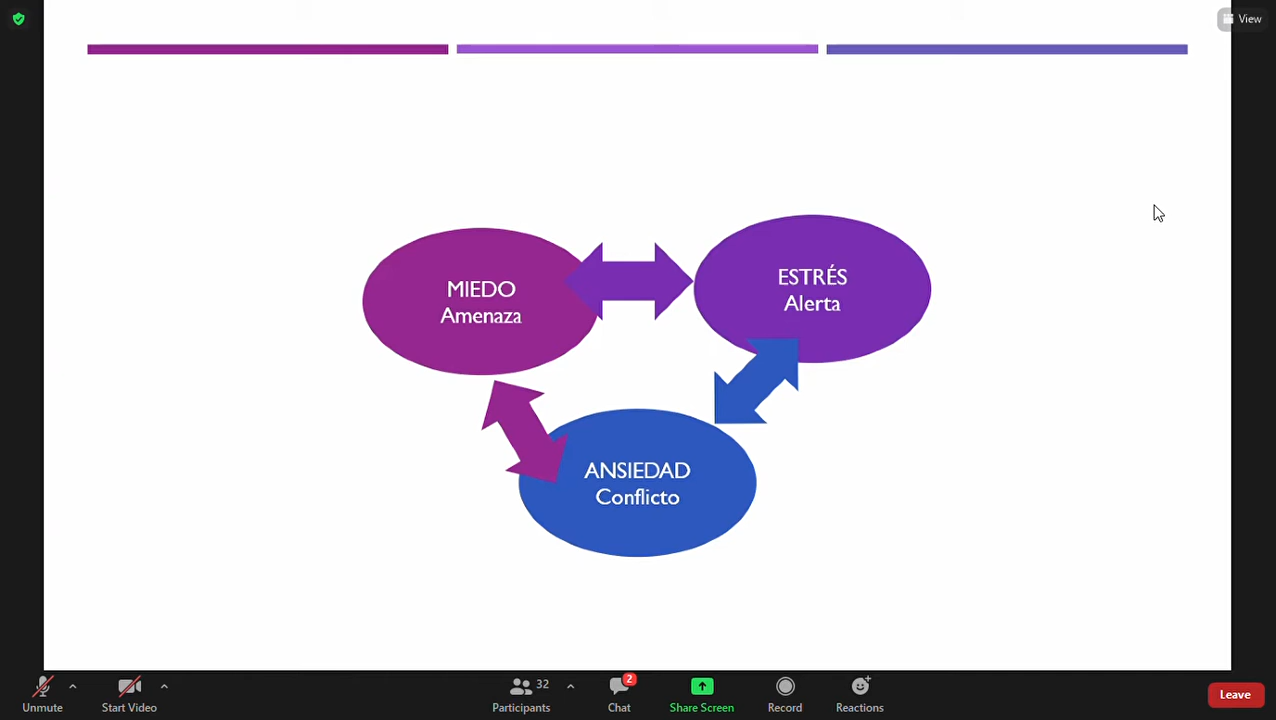 View
MIEDO
Amenaza
ESTRÉS
Alerta
ANSIEDAD
Conflicto
Unmute
Start Video
32
Participants
2
Chat
Share Screen
Record
Reactions
Leave